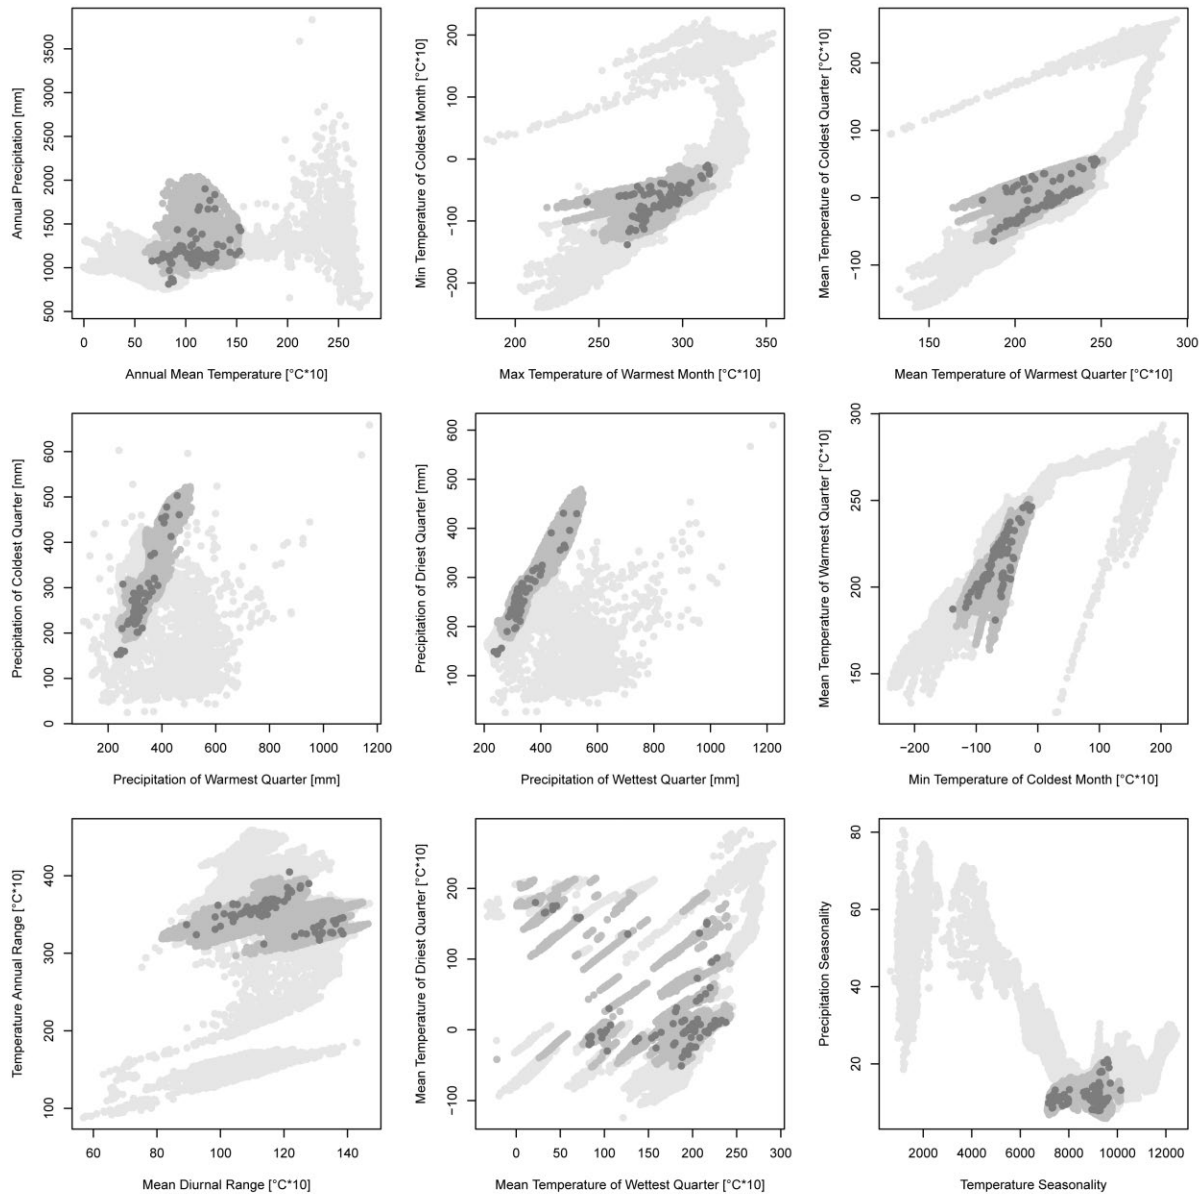 Annual Precipitation [mm]
500 1000 1500 2000 2500 3000 3500
0 50 100 150 200 250
Annual Mean Temperature [°C*10]
Min Temperature of Coldest Month [°C*10]
−200 −100 0 100 200
200 250 300 350
Max Temperature of Warmest Month [°C*10]
Mean Temperature of Coldest Quarter [°C*10]
−100 0 100 200
150 200 250 300
Mean Temperature of Warmest Quarter [°C*10]
Precipitation of Coldest Quarter [mm]
0 100 200 300 400 500 600
200 400 600 800 1000 1200
Precipitation of Warmest Quarter [mm]
Precipitation of Driest Quarter [mm]
100 200 300 400 500 600
200 400 600 800 1000 1200
Precipitation of Wettest Quarter [mm]
Mean Temperature of Warmest Quarter [°C*10]
150 200 250 300
−200 −100 0 100 200
Min Temperature of Coldest Month [°C*10]
Temperature Annual Range [°C*10]
100 200 300 400
60 80 100 120 140
Mean Diurnal Range [°C*10]
Mean Temperature of Driest Quarter [°C*10]
−100 0 100 200
0 50 100 150 200 250 300
Mean Temperature of Wettest Quarter [°C*10]
Precipitation Seasonality
20 40 60 80
2000 4000 6000 8000 10000 12000
Temperature Seasonality